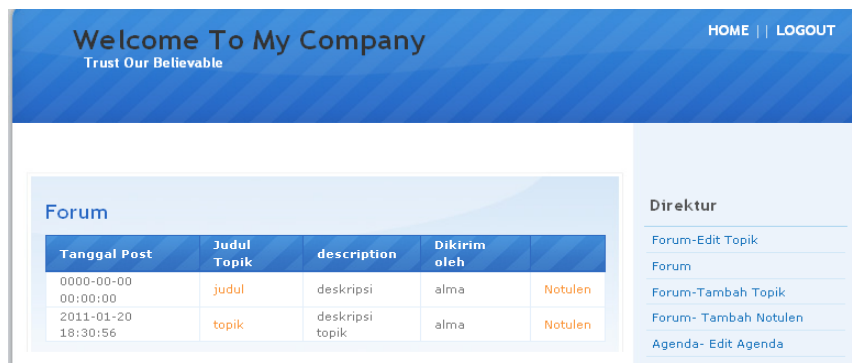 Welcome To My Company
Trust Our Believable
HOME || LOGOUT
Forum
Tanggal Post Judul Topik description Dikirim oleh
0000-00-00 00:00:00 judul deskripsi alma Notulen
2011-01-20 18:30:56 topik deskripsi topik alma Notulen
Direktur
Forum-Edit Topik
Forum
Forum-Tambah Topik
Forum- Tambah Notulen
Agenda- Edit Agenda